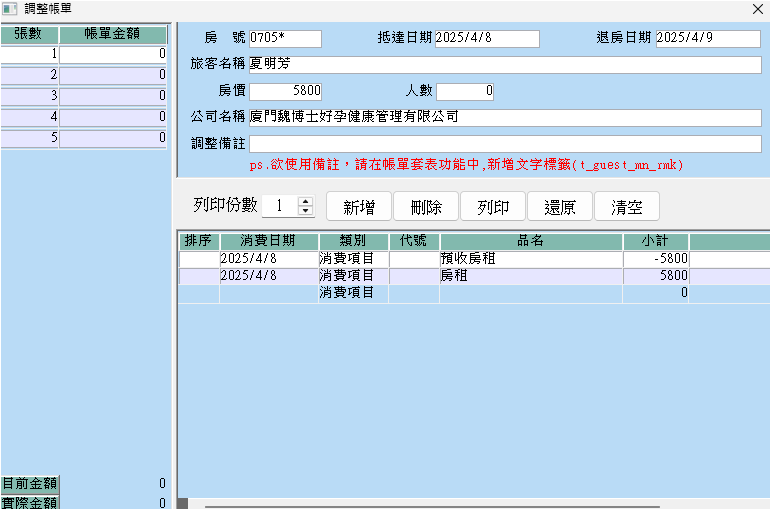 調整帳單
張數 帳單金額
1 0
2 0
3 0
4 0
5 0
目前金額 0
實際金額 0
房 號 0705* 抵達日期 2025/4/8 退房日期 2025/4/9
旅客名稱 夏明芳
房價 5800 人數 0
公司名稱 廈門魏博士好孕健康管理有限公司
調整備註
ps.欲使用備註，請在帳單套表功能中,新增文字標籤(t_guest_mn_rmk)
列印份數 1 新增 刪除 列印 還原 清空
排序 消費日期 類別 代號 品名 小計
2025/4/8 消費項目 預收房租 -5800
2025/4/8 消費項目 房租 5800
消費項目 0